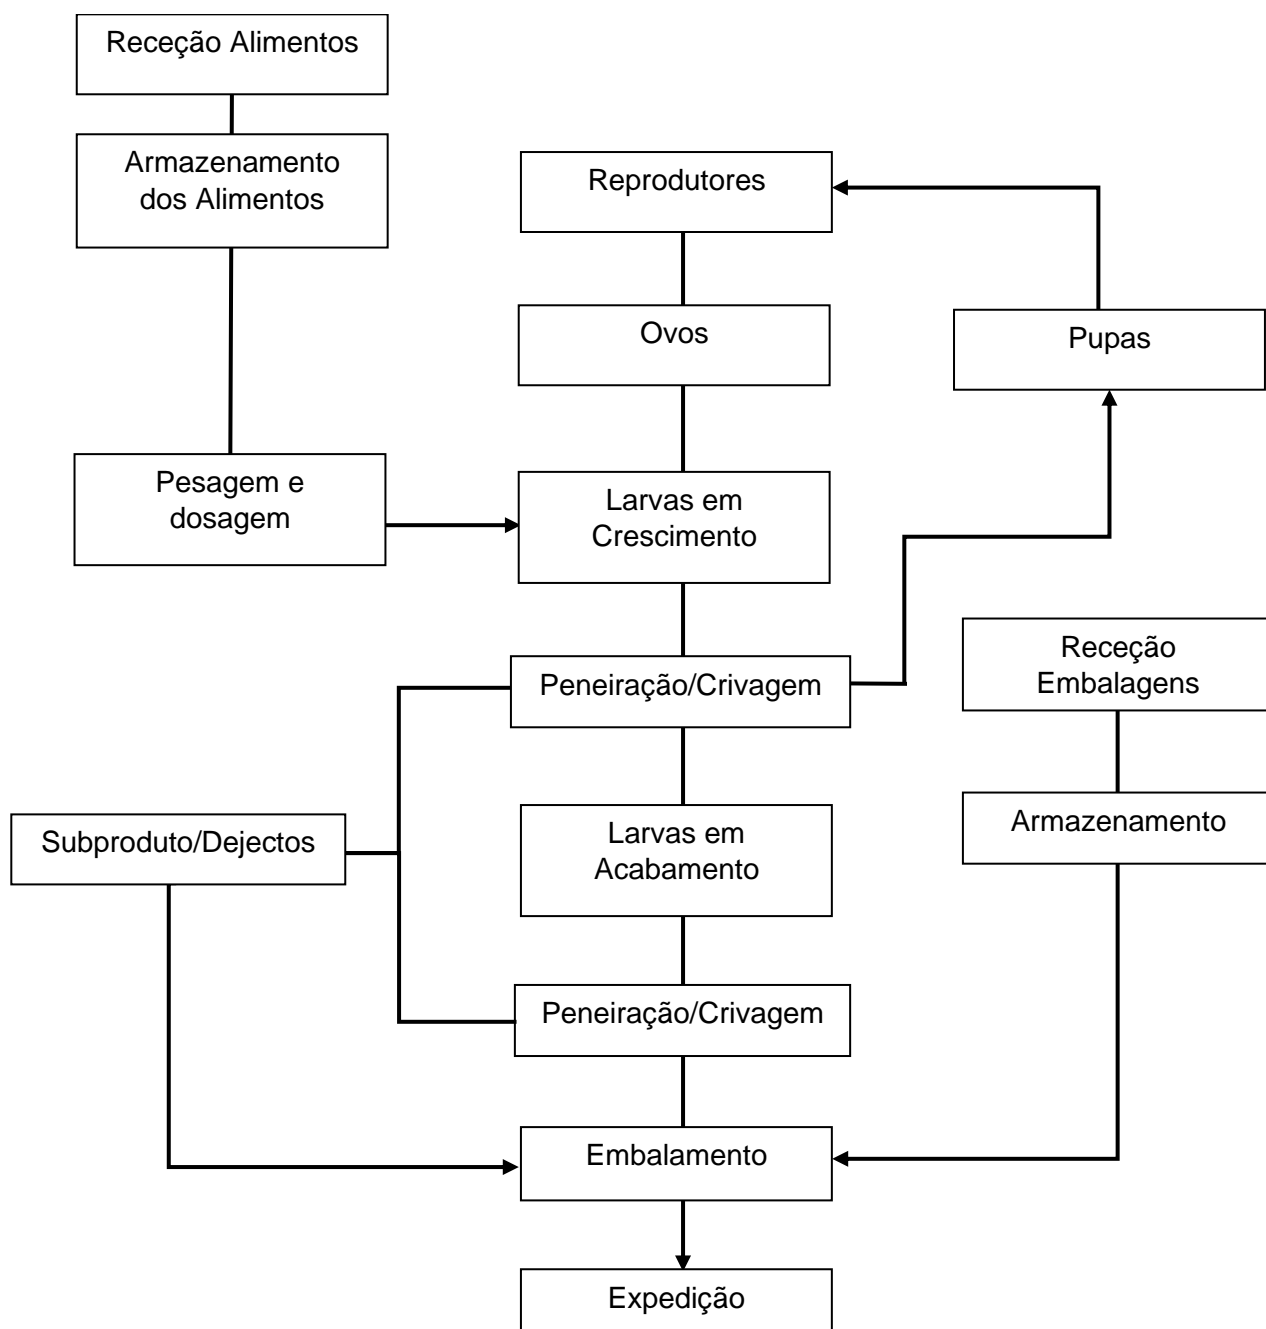 Receção Alimentos
Armazenamento
dos Alimentos
Reprodutores
Ovos
Pupas
Pesagem e
dosagem
Larvas em
Crescimento
Receção
Embalagens
Peneiração/Crivagem
Armazenamento
Subproduto/Dejectos
Larvas em
Acabamento
Peneiração/Crivagem
Embalamento
Expedição